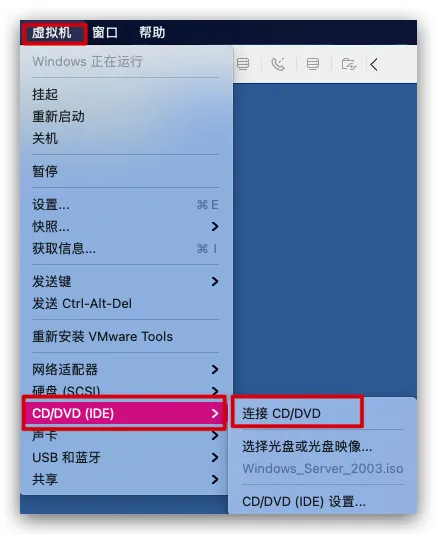 虚拟机 窗口 帮助
Windows 正在运行
挂起
重新启动
关机
暂停
设置... ⌘E
快照...
获取信息... ⌘I
发送键
发送 Ctrl-Alt-Del
重新安装 VMware Tools
网络适配器
硬盘 (SCSI)
CD/DVD (IDE) 连接 CD/DVD
声卡
选择光盘或光盘映像...
USB 和蓝牙
Windows_Server_2003.iso
共享
CD/DVD (IDE) 设置...